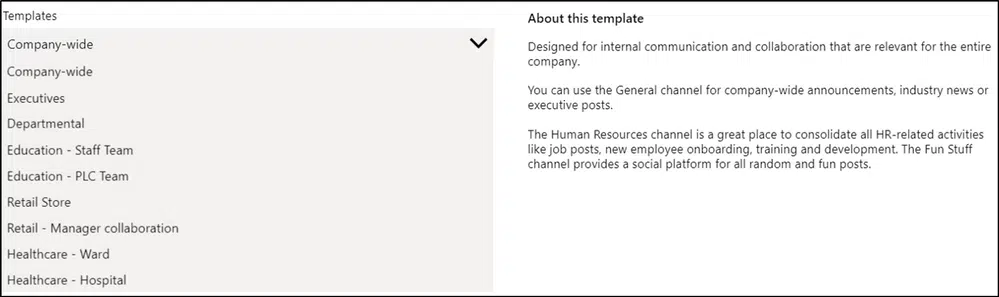 Templates
Company-wide
Company-wide
Executives
Departmental
Education - Staff Team
Education - PLC Team
Retail Store
Retail - Manager collaboration
Healthcare - Ward
Healthcare - Hospital
About this template
Designed for internal communication and collaboration that are relevant for the entire
company.
You can use the General channel for company-wide announcements, industry news or
executive posts.
The Human Resources channel is a great place to consolidate all HR-related activities
like job posts, new employee onboarding, training and development. The Fun Stuff
channel provides a social platform for all random and fun posts.